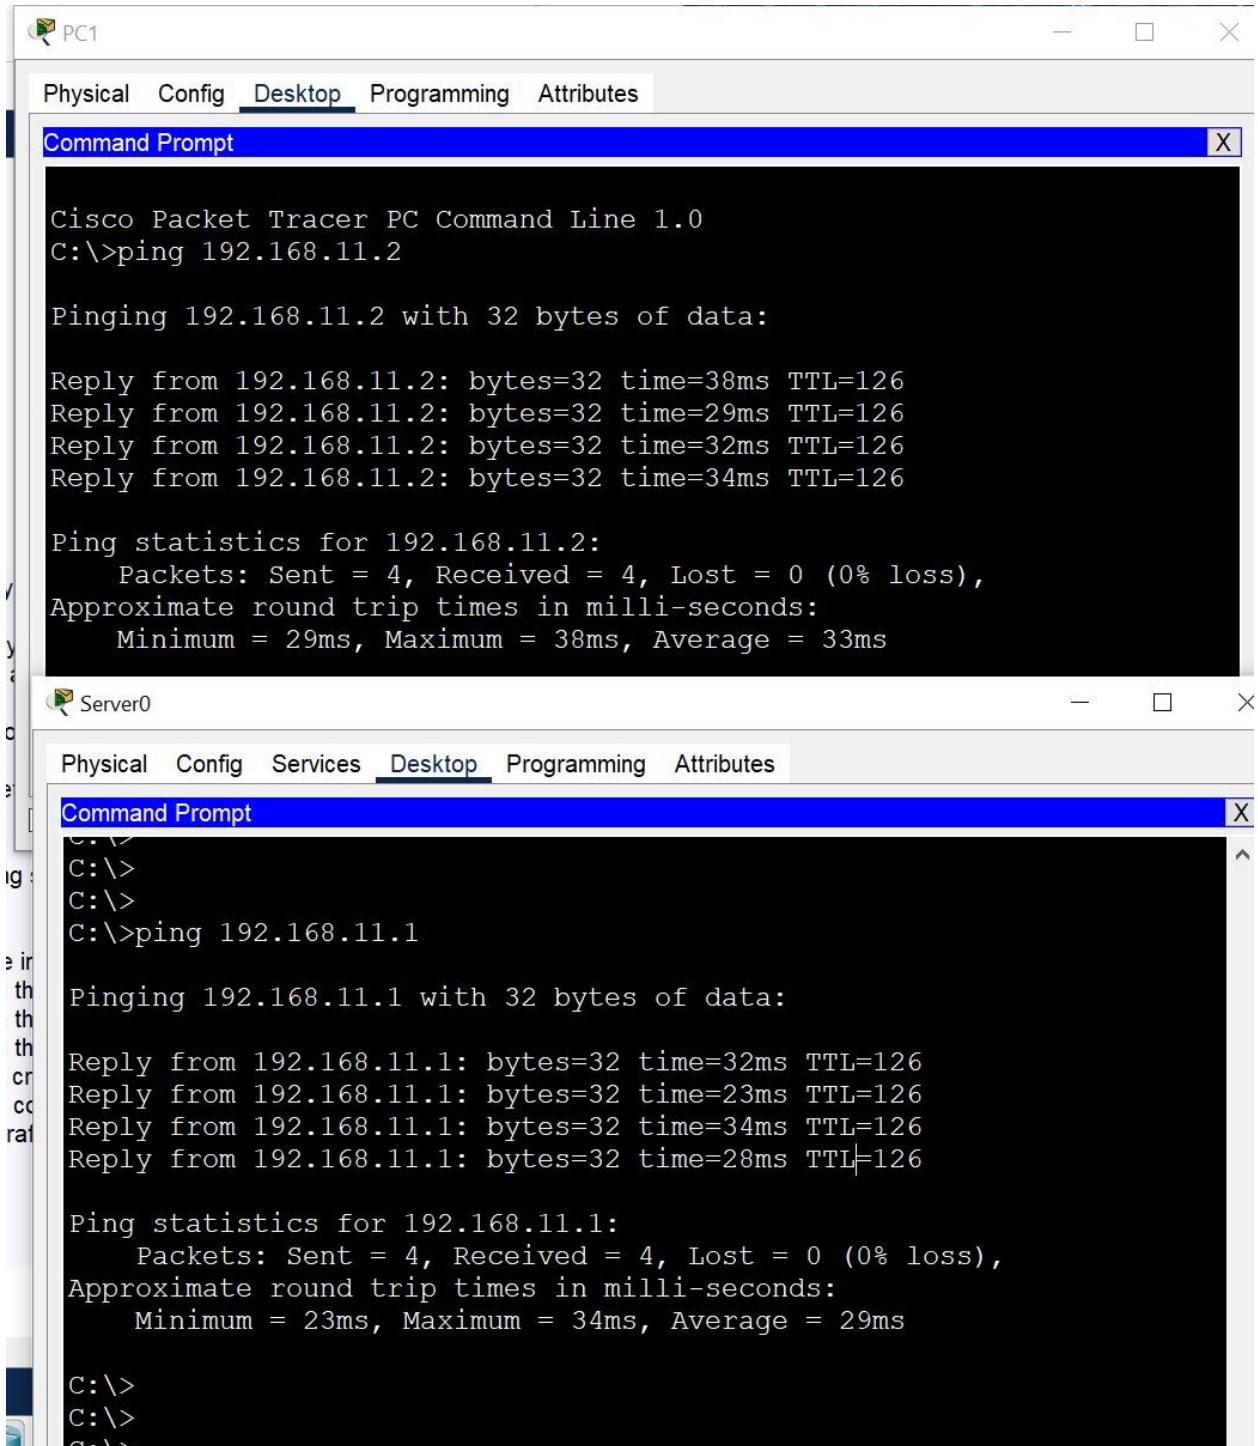 PC1
Physical Config Desktop Programming Attributes
Command Prompt X
Cisco Packet Tracer PC Command Line 1.0
C:\>ping 192.168.11.2
Pinging 192.168.11.2 with 32 bytes of data:
Reply from 192.168.11.2: bytes=32 time=38ms TTL=126
Reply from 192.168.11.2: bytes=32 time=29ms TTL=126
Reply from 192.168.11.2: bytes=32 time=32ms TTL=126
Reply from 192.168.11.2: bytes=32 time=34ms TTL=126
Ping statistics for 192.168.11.2:
Packets: Sent = 4, Received = 4, Lost = 0 (0% loss),
Approximate round trip times in milli-seconds:
Minimum = 29ms, Maximum = 38ms, Average = 33ms
Server0
Physical Config Services Desktop Programming Attributes
Command Prompt X
C:\>
C:\>
C:\>
C:\>ping 192.168.11.1
Pinging 192.168.11.1 with 32 bytes of data:
Reply from 192.168.11.1: bytes=32 time=32ms TTL=126
Reply from 192.168.11.1: bytes=32 time=23ms TTL=126
Reply from 192.168.11.1: bytes=32 time=34ms TTL=126
Reply from 192.168.11.1: bytes=32 time=28ms TTL=126
Ping statistics for 192.168.11.1:
Packets: Sent = 4, Received = 4, Lost = 0 (0% loss),
Approximate round trip times in milli-seconds:
Minimum = 23ms, Maximum = 34ms, Average = 29ms
C:\>
C:\>
C:\>